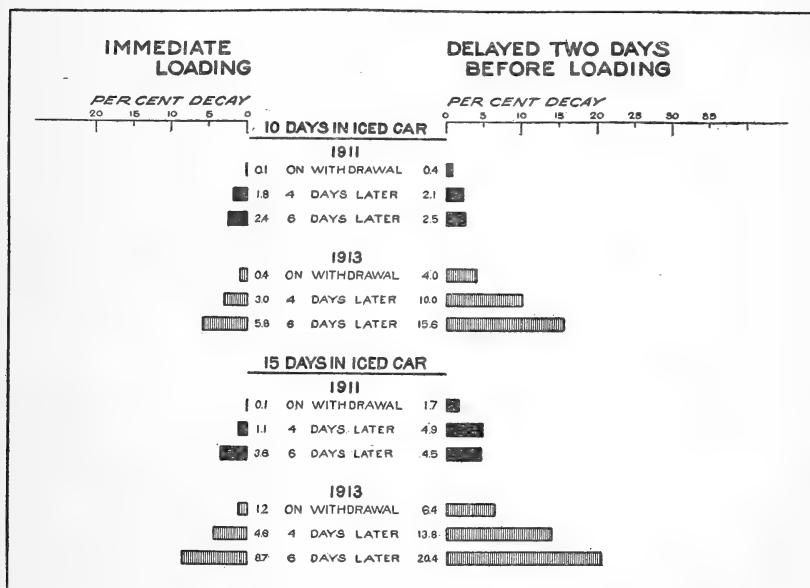 IMMEDIATE LOADING
DELAYED TWO DAYS BEFORE LOADING
PER CENT DECAY
PER CENT DECAY
20 15 10 5 0
0 5 10 15 20 25 30 35
10 DAYS IN ICED CAR
1911
0.1 ON WITHDRAWAL 0.4
1.8 4 DAYS LATER 2.1
2.4 6 DAYS LATER 2.5
1913
0.4 ON WITHDRAWAL 4.0
3.0 4 DAYS LATER 10.0
5.8 6 DAYS LATER 15.6
15 DAYS IN ICED CAR
1911
0.1 ON WITHDRAWAL 1.7
1.1 4 DAYS LATER 4.9
3.6 6 DAYS LATER 4.5
1913
1.2 ON WITHDRAWAL 6.4
4.6 4 DAYS LATER 13.8
8.7 6 DAYS LATER 20.4